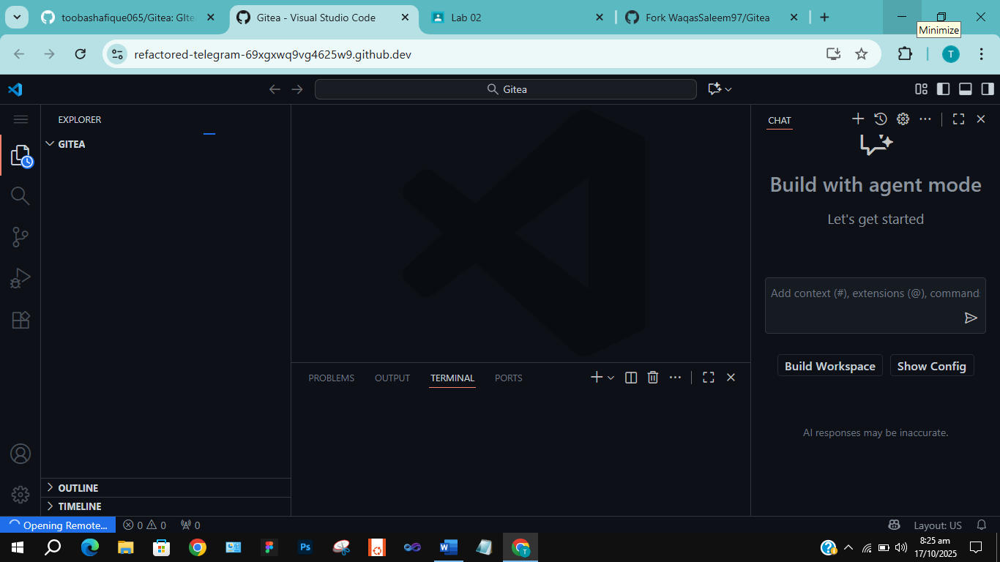 toobashafique065/Gitea: GIte
Gitea - Visual Studio Code
Lab 02
Fork WaqasSaleem97/Gitea
Minimize
refactored-telegram-69xgxwq9vg4625w9.github.dev
T
Gitea
EXPLORER
GITEA
CHAT
Build with agent mode
Let's get started
Add context (#), extensions (@), command
Build Workspace
Show Config
AI responses may be inaccurate.
PROBLEMS
OUTPUT
TERMINAL
PORTS
OUTLINE
TIMELINE
Opening Remote...
0
0
0
Layout: US
Ps
W
T
8:25 am
17/10/2025